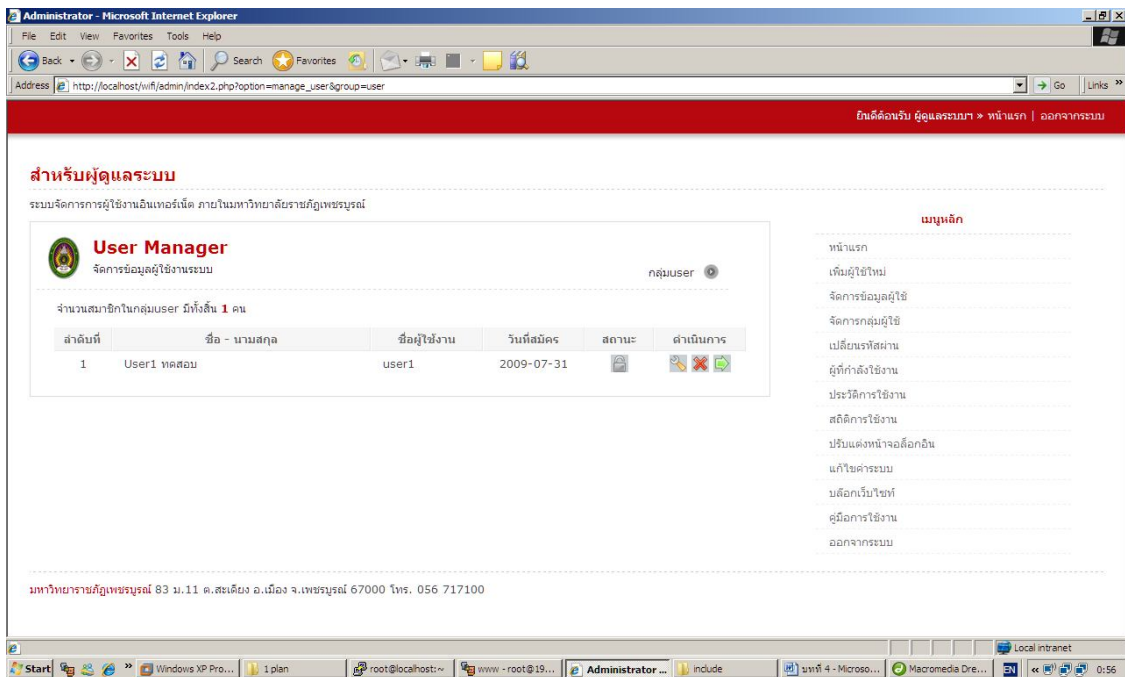 Administrator - Microsoft Internet Explorer
File Edit View Favorites Tools Help
Back Search Favorites
Address http://localhost/wifi/admin/index2.php?option=manage_user&group=user Go Links »
ยินดีต้อนรับ ผู้ดูแลระบบฯ » หน้าแรก | ออกจากระบบ
สำหรับผู้ดูแลระบบ
ระบบจัดการการผู้ใช้งานอินเทอร์เน็ต ภายในมหาวิทยาลัยราชภัฏเพชรบูรณ์
User Manager
จัดการข้อมูลผู้ใช้งานระบบ
กลุ่มuser
จำนวนสมาชิกในกลุ่มuser มีทั้งสิ้น 1 คน
ลำดับที่ ชื่อ - นามสกุล ชื่อผู้ใช้งาน วันที่สมัคร สถานะ ดำเนินการ
1 User1 ทดสอบ user1 2009-07-31
เมนูหลัก
หน้าแรก
เพิ่มผู้ใช้ใหม่
จัดการข้อมูลผู้ใช้
จัดการกลุ่มผู้ใช้
เปลี่ยนรหัสผ่าน
ผู้ที่กำลังใช้งาน
ประวัติการใช้งาน
สถิติการใช้งาน
ปรับแต่งหน้าจอล็อกอิน
แก้ไขค่าระบบ
บล๊อกเว็บไซท์
คู่มือการใช้งาน
ออกจากระบบ
มหาวิทยาราชภัฏเพชรบูรณ์ 83 ม.11 ต.สะเดียง อ.เมือง จ.เพชรบูรณ์ 67000 โทร. 056 717100
Local intranet
Start » Windows XP Pro... 1 plan root@localhost:~ www - root@19... Administrator ... include บทที่ 4 - Microso... Macromedia Dre... EN « 0:56